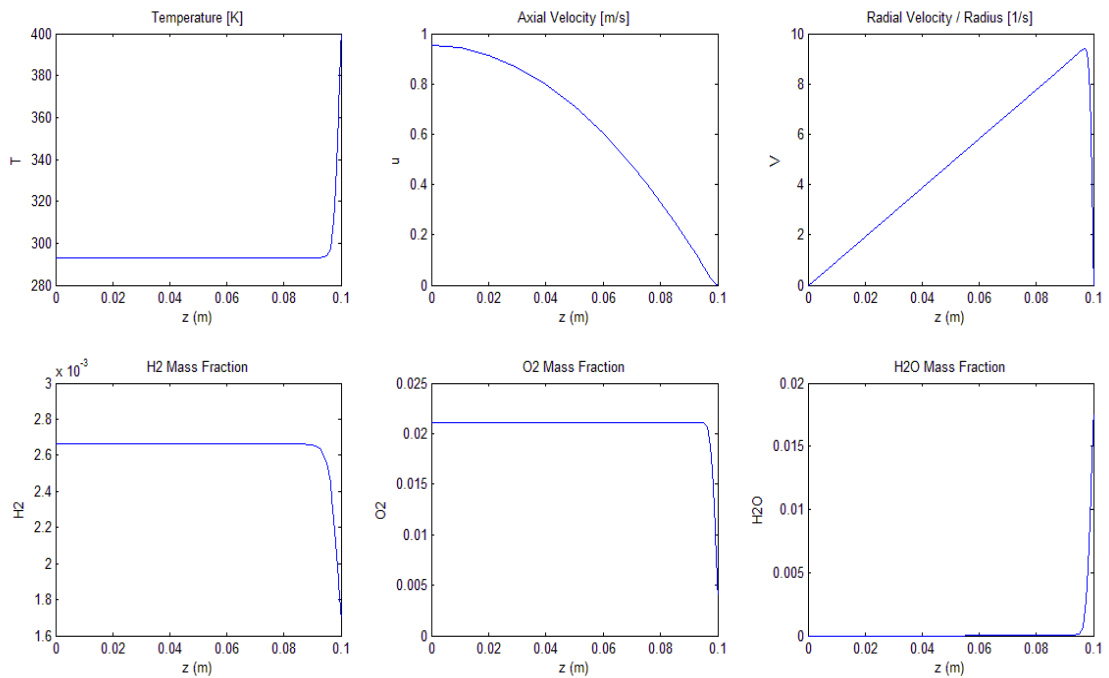 Temperature [K]
400
380
360
340
320
300
280
T
0 0.02 0.04 0.06 0.08 0.1
z (m)
Axial Velocity [m/s]
1
0.8
0.6
0.4
0.2
0
u
0 0.02 0.04 0.06 0.08 0.1
z (m)
Radial Velocity / Radius [1/s]
10
8
6
4
2
0
V
0 0.02 0.04 0.06 0.08 0.1
z (m)
H2 Mass Fraction
x 10-3
3
2.8
2.6
2.4
2.2
2
1.8
1.6
H2
0 0.02 0.04 0.06 0.08 0.1
z (m)
O2 Mass Fraction
0.025
0.02
0.015
0.01
0.005
0
O2
0 0.02 0.04 0.06 0.08 0.1
z (m)
H2O Mass Fraction
0.02
0.015
0.01
0.005
0
H2O
0 0.02 0.04 0.06 0.08 0.1
z (m)